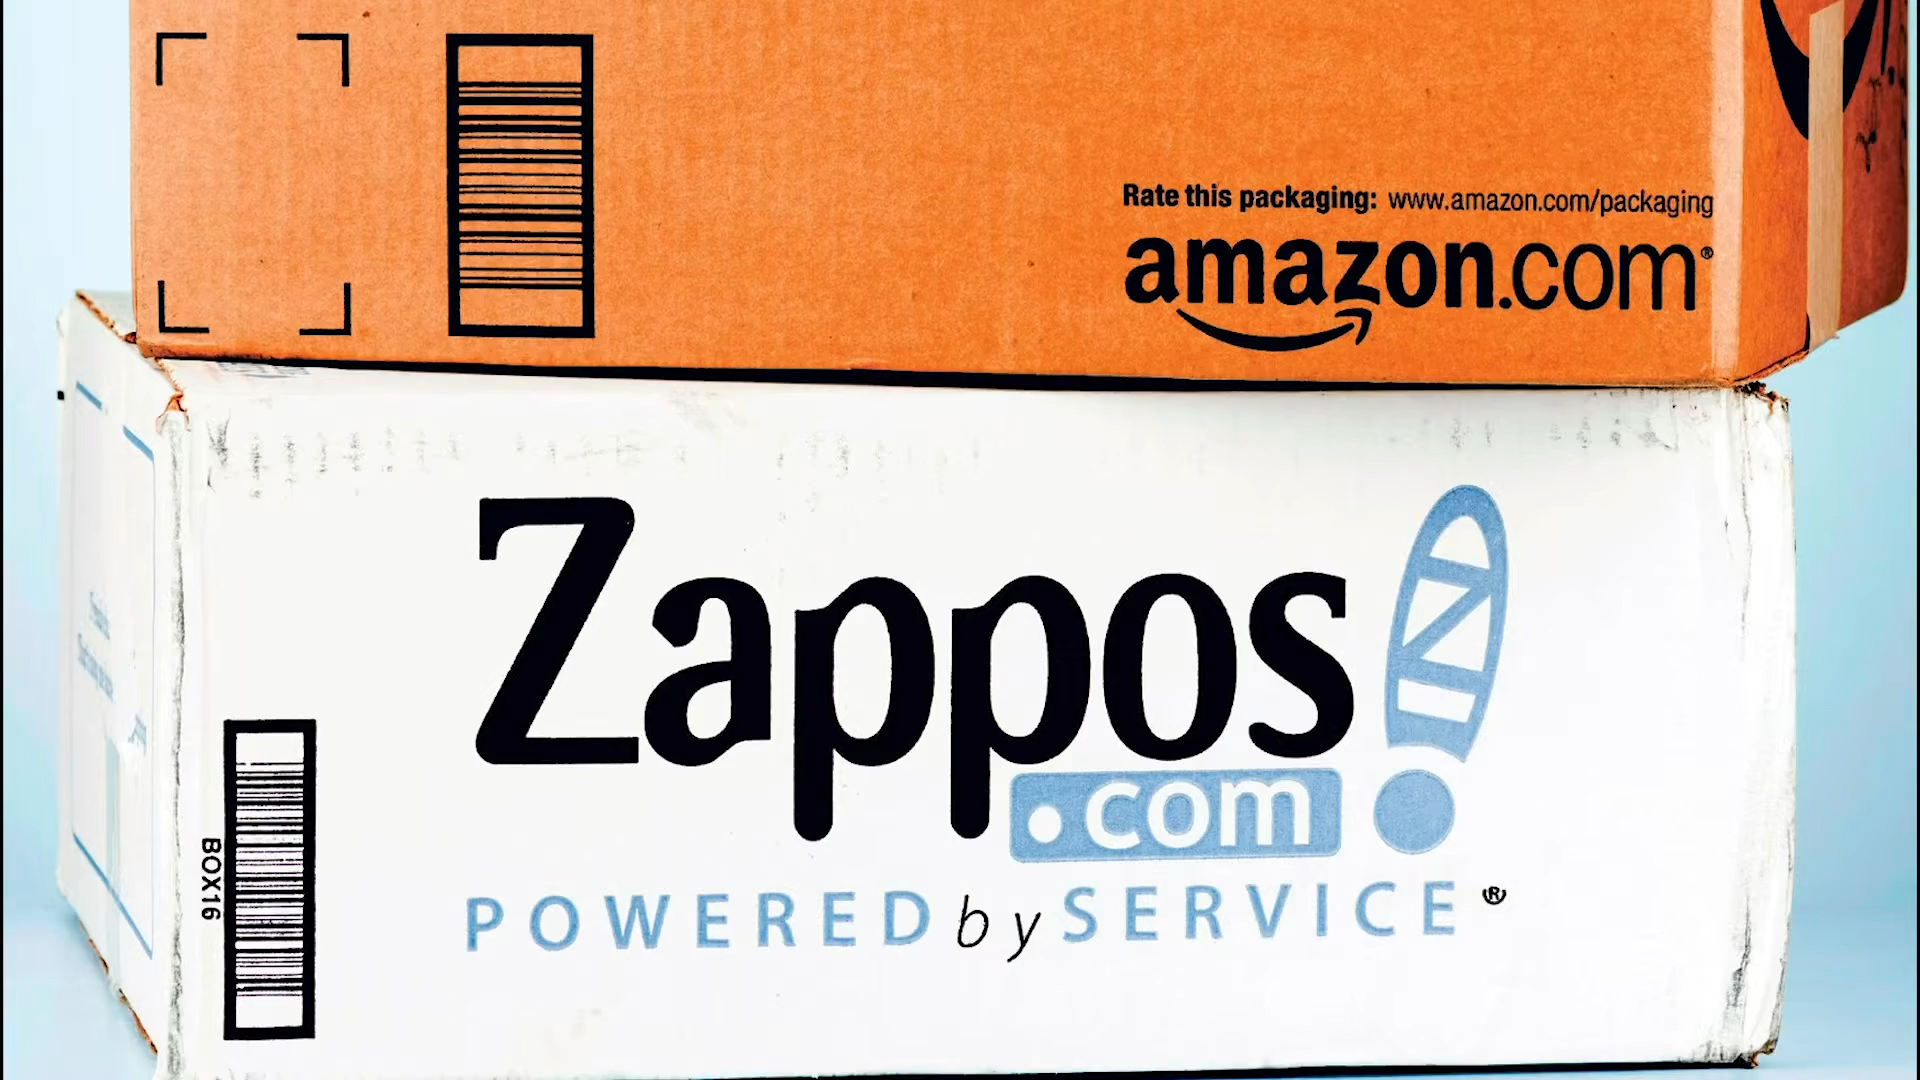 Rate this packaging: www.amazon.com/packaging
amazon.com®
Zappos
.com
POWERED by SERVICE®
BOX16